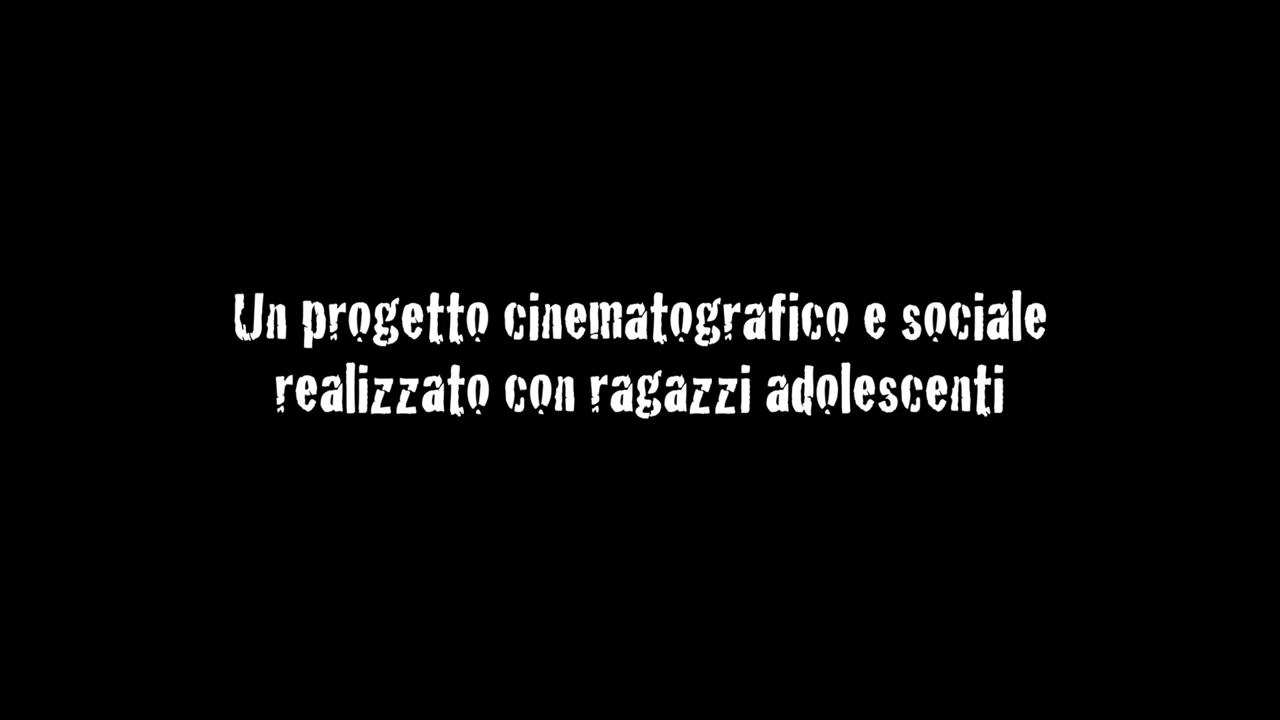 Un progetto cinematografico e sociale
realizzato con ragazzi adolescenti